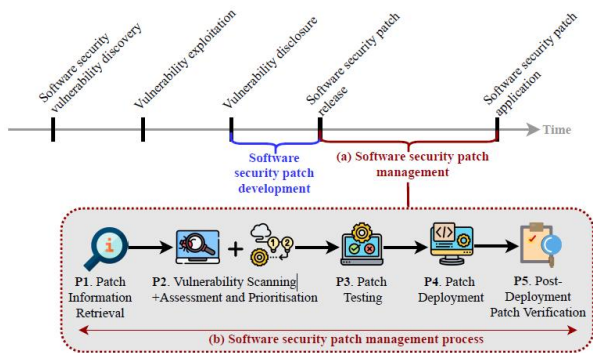 Software security
vulnerability discovery
Vulnerability exploitation
Vulnerability disclosure
Software security patch
release
Software security patch
application
Time
Software
security patch
development
(a) Software security patch
management
i
1
2
</>
P1. Patch
Information
Retrieval
P2. Vulnerability Scanning
+Assessment and Prioritisation
P3. Patch
Testing
P4. Patch
Deployment
P5. Post-
Deployment
Patch Verification
(b) Software security patch management process